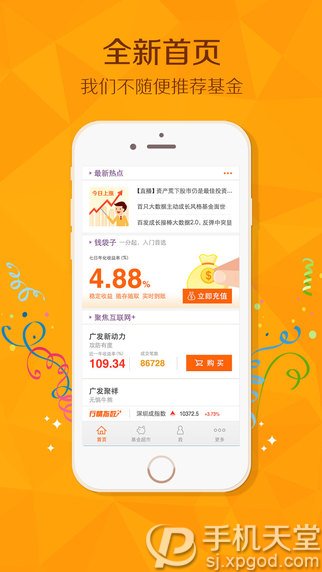 全新首页
我们不随便推荐基金
最新热点
今日上涨
【直播】资产荒下股市仍是最佳投资...
百只大数据主动成长风格基金面世
百发成长接棒大数据2.0，反弹中突显
钱袋子 一分起，入门首选
七日年化收益率(%)
4.88%
稳定收益 随存随取 实时到账
立即充值
聚焦互联网+
广发新动力
攻防有度
近一年收益率(%)
109.34
成交笔数
86728
购买
广发聚祥
无惧牛熊
行情指数
深圳成指 10372.5 +3.73%
首页
基金超市
我
更多
手机天堂
sj.xpgod.com